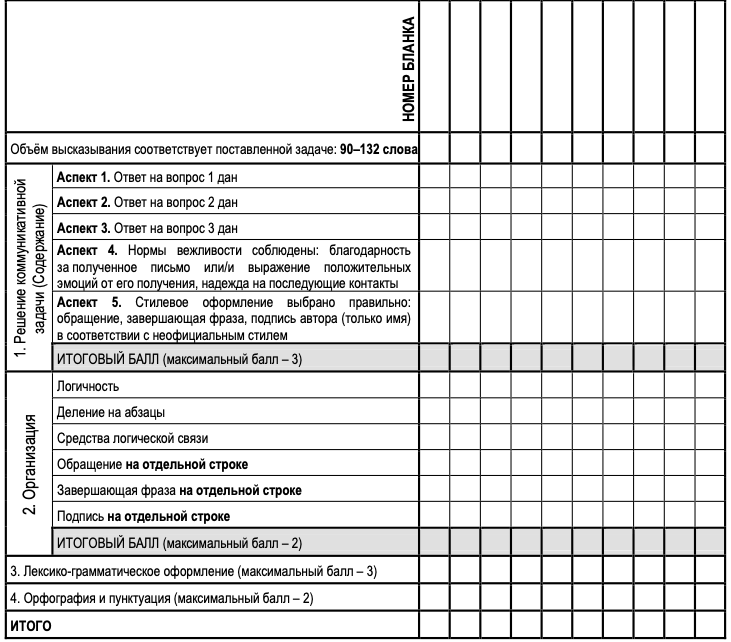 НОМЕР БЛАНКА
Объём высказывания соответствует поставленной задаче: 90–132 слова
1. Решение коммуникативной
задачи (Содержание)
Аспект 1. Ответ на вопрос 1 дан
Аспект 2. Ответ на вопрос 2 дан
Аспект 3. Ответ на вопрос 3 дан
Аспект 4. Нормы вежливости соблюдены: благодарность
за полученное письмо или/и выражение положительных
эмоций от его получения, надежда на последующие контакты
Аспект 5. Стилевое оформление выбрано правильно:
обращение, завершающая фраза, подпись автора (только имя)
в соответствии с неофициальным стилем
ИТОГОВЫЙ БАЛЛ (максимальный балл – 3)
2. Организация
Логичность
Деление на абзацы
Средства логической связи
Обращение на отдельной строке
Завершающая фраза на отдельной строке
Подпись на отдельной строке
ИТОГОВЫЙ БАЛЛ (максимальный балл – 2)
3. Лексико-грамматическое оформление (максимальный балл – 3)
4. Орфография и пунктуация (максимальный балл – 2)
ИТОГО